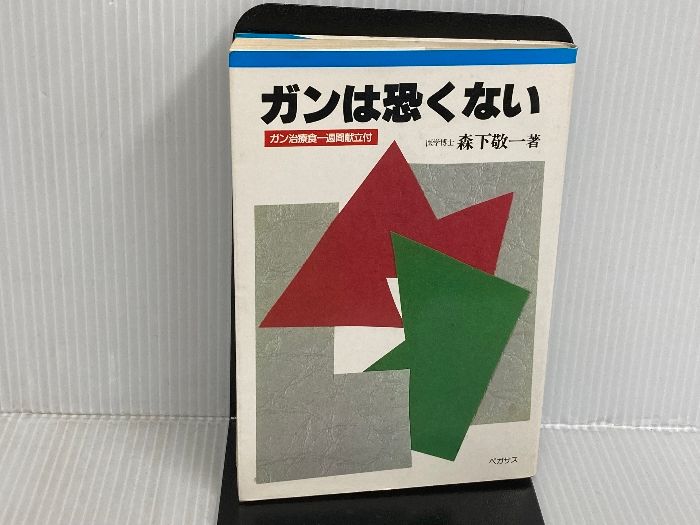 ガンは恐くない
ガン治療食一週間献立付
医学博士 森下敬一著
ペガサス